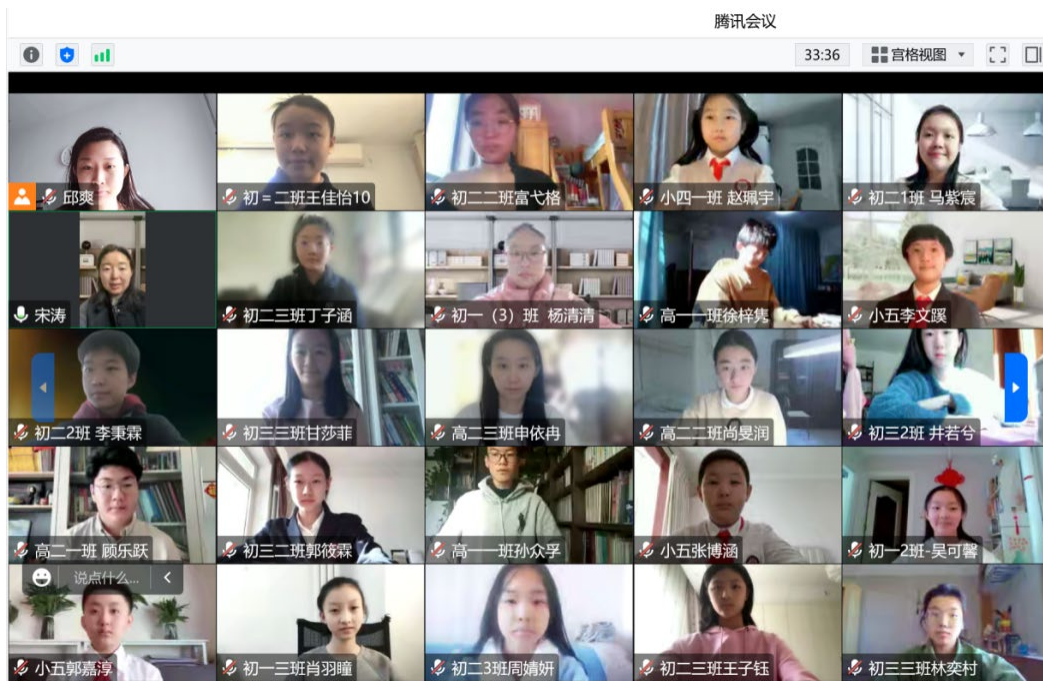 腾讯会议
33:36
宫格视图
邱爽
初=二班王佳怡10
初二二班富弋格
小四一班 赵珮宇
初二1班 马紫宸
宋涛
初二三班丁子涵
初一（3）班 杨清清
高一一班徐梓隽
小五李文蹊
初二2班 李秉霖
初三三班甘莎菲
高二三班申依冉
高二二班尚旻润
初三2班 井若兮
高二一班 顾乐跃
初三二班郭筱霖
高一一班孙众孚
小五张博涵
初一2班-吴可馨
说点什么...
小五郭嘉淳
初一三班肖羽瞳
初二3班周婧妍
初二三班王子钰
初三三班林奕村